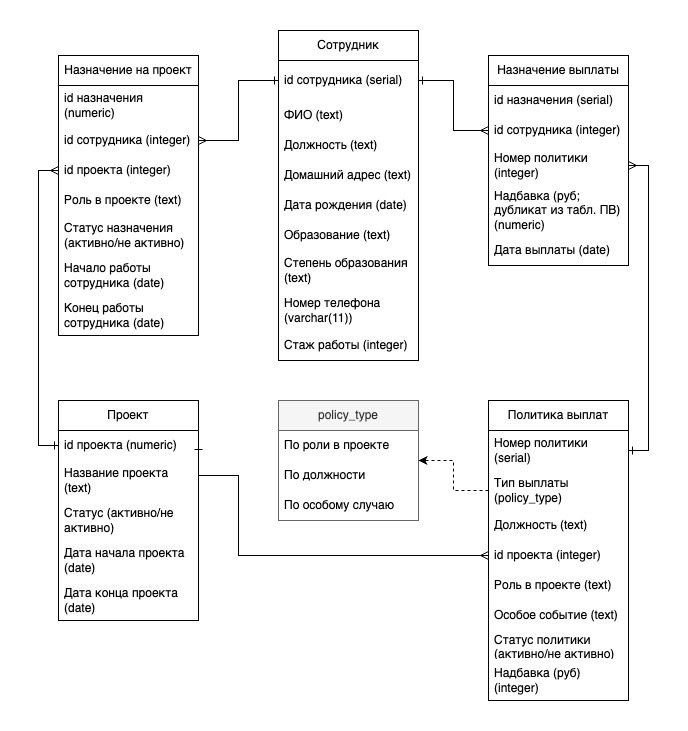 Сотрудник
id сотрудника (serial)
ФИО (text)
Должность (text)
Домашний адрес (text)
Дата рождения (date)
Образование (text)
Степень образования
(text)
Номер телефона
(varchar(11))
Стаж работы (integer)
Назначение на проект
id назначения
(numeric)
id сотрудника (integer)
id проекта (integer)
Роль в проекте (text)
Статус назначения
(активно/не активно)
Начало работы
сотрудника (date)
Конец работы
сотрудника (date)
Назначение выплаты
id назначения (serial)
id сотрудника (integer)
Номер политики
(integer)
Надбавка (руб;
дубликат из табл. ПВ)
(numeric)
Дата выплаты (date)
Проект
id проекта (numeric)
Название проекта
(text)
Статус (активно/не
активно)
Дата начала проекта
(date)
Дата конца проекта
(date)
policy_type
По роли в проекте
По должности
По особому случаю
Политика выплат
Номер политики
(serial)
Тип выплаты
(policy_type)
Должность (text)
id проекта (integer)
Роль в проекте (text)
Особое событие (text)
Статус политики
(активно/не активно)
Надбавка (руб)
(integer)